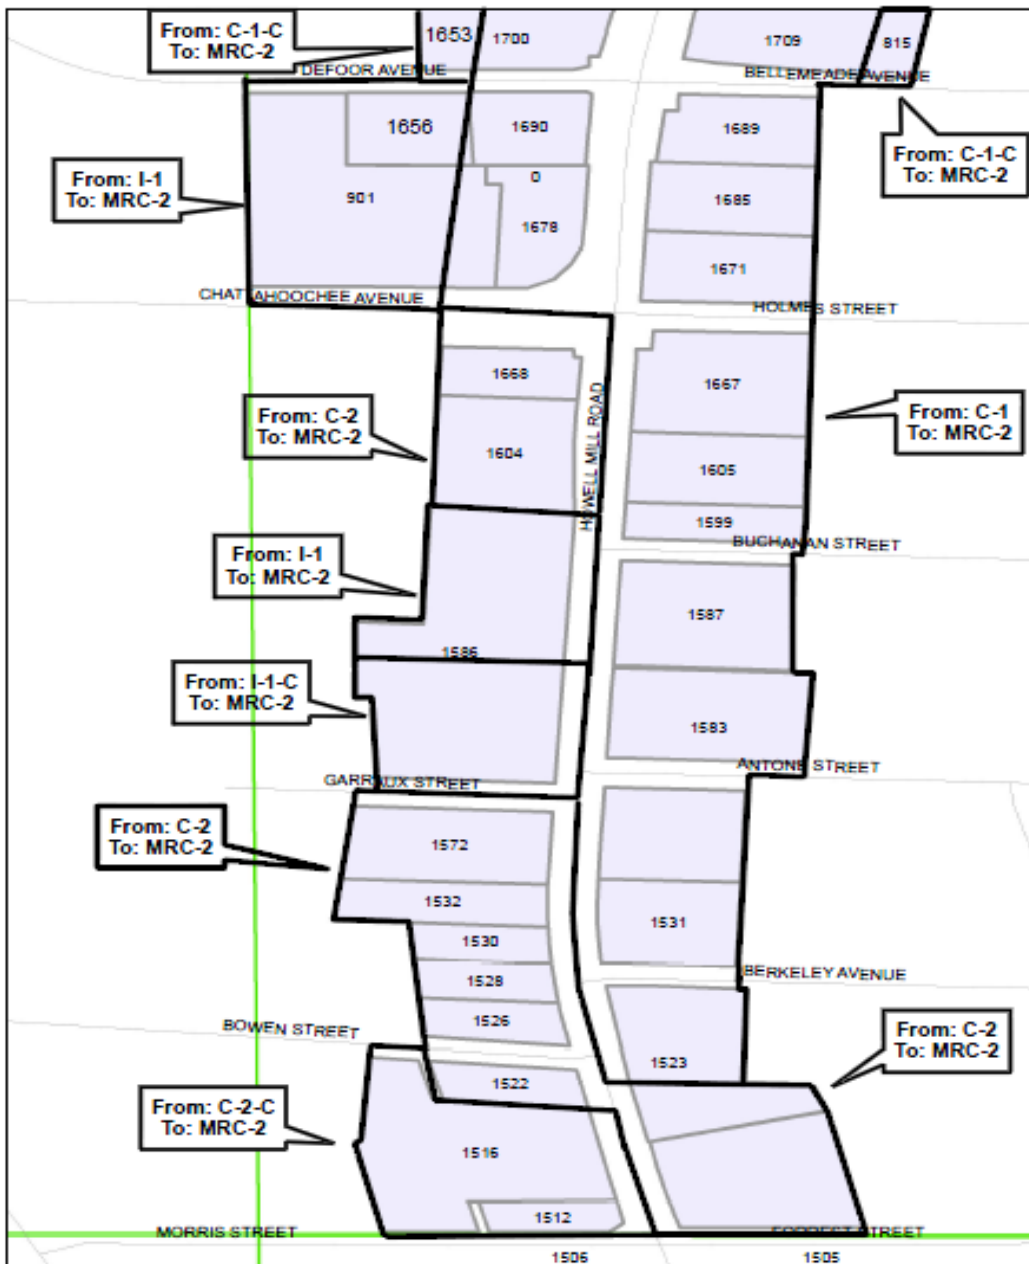 From: C-1-C
To: MRC-2
1653
1700
1709
815
DEFOOR AVENUE
BELLEMEADE AVENUE
1656
1690
1689
From: C-1-C
To: MRC-2
From: I-1
To: MRC-2
901
0
1678
1685
1671
CHATTAHOOCHEE AVENUE
HOLMES STREET
1668
1667
HOWELL MILL ROAD
From: C-2
To: MRC-2
From: C-1
To: MRC-2
1604
1605
1599
BUCHANAN STREET
From: I-1
To: MRC-2
1587
1586
From: I-1-C
To: MRC-2
1583
ANTONE STREET
GARRAUX STREET
From: C-2
To: MRC-2
1572
1532
1531
1530
1528
BERKELEY AVENUE
1526
BOWEN STREET
From: C-2
To: MRC-2
1523
1522
From: C-2-C
To: MRC-2
1516
1512
MORRIS STREET
FORREST STREET
1506
1505